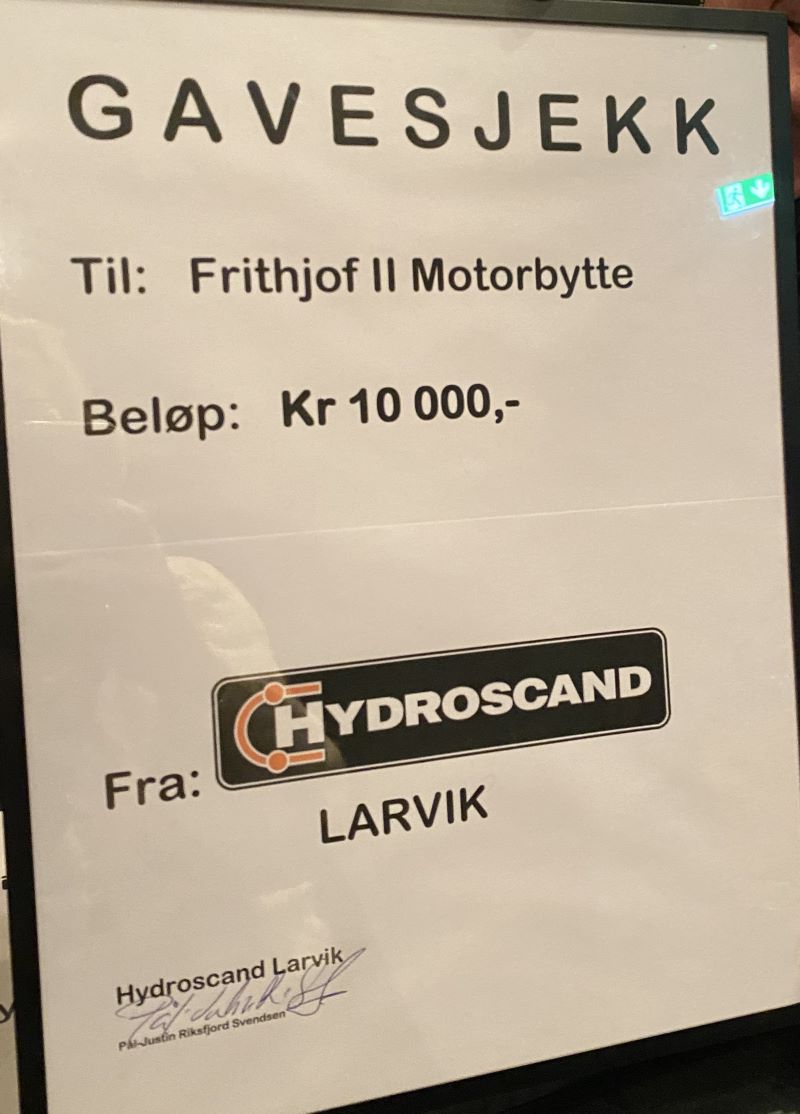 GAVESJEKK
Til: Frithjof II Motorbytte
Beløp: Kr 10 000,-
Fra: HYDROSCAND
LARVIK
Hydroscand Larvik
Pål-Justin Riksfjord Svendsen